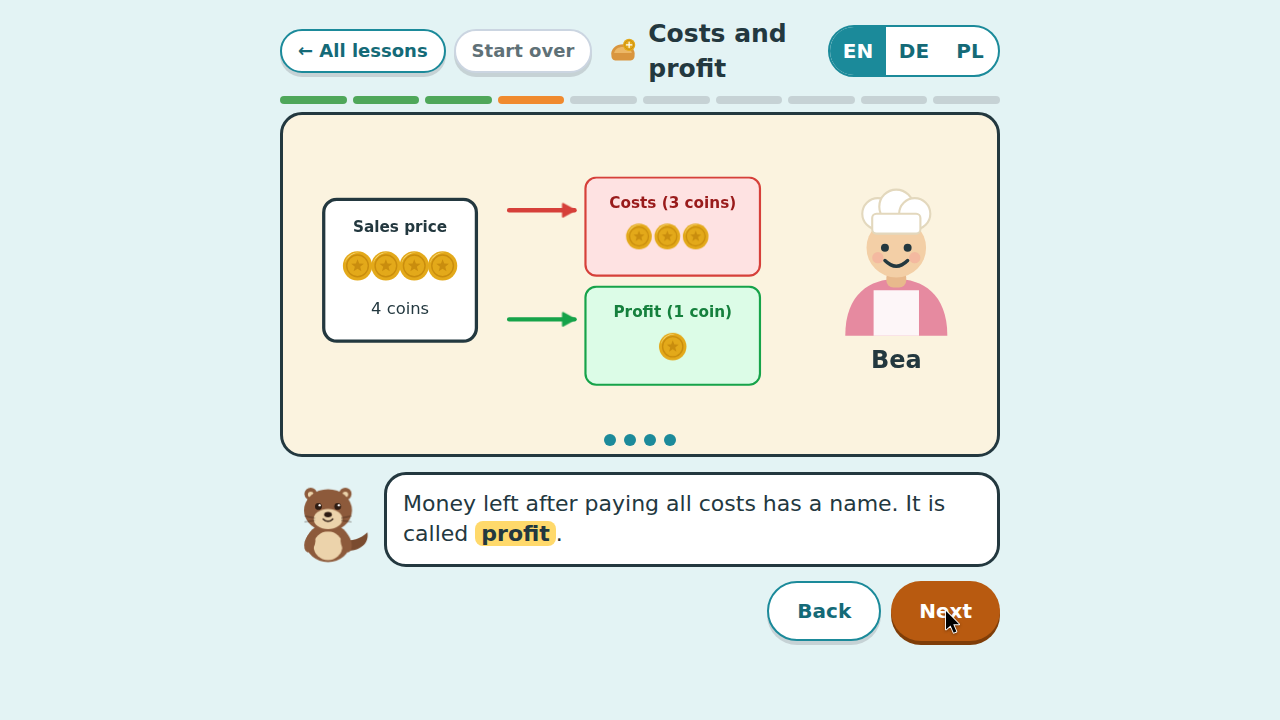 ← All lessons
Start over
Costs and
profit
EN
DE
PL
Sales price
4 coins
Costs (3 coins)
Profit (1 coin)
Bea
Money left after paying all costs has a name. It is
called profit.
Back
Next